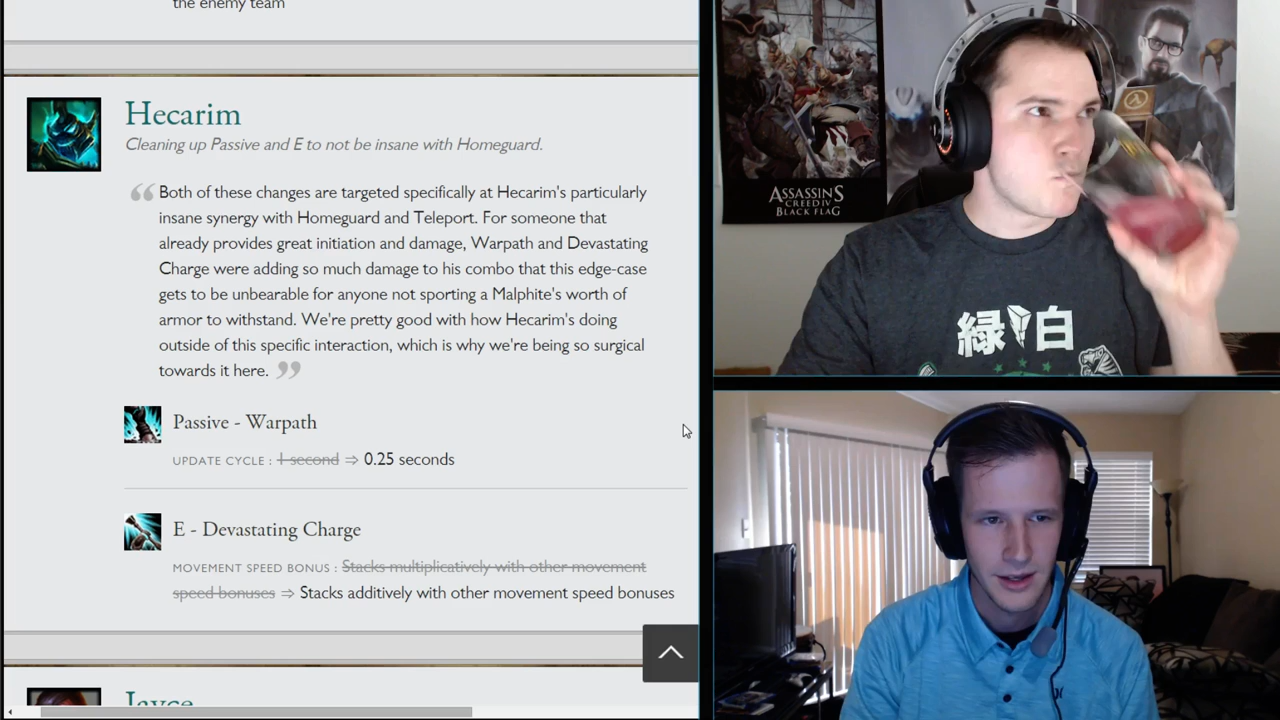 the enemy team
Hecarim
Cleaning up Passive and E to not be insane with Homeguard.
Both of these changes are targeted specifically at Hecarim's particularly
insane synergy with Homeguard and Teleport. For someone that
already provides great initiation and damage, Warpath and Devastating
Charge were adding so much damage to his combo that this edge-case
gets to be unbearable for anyone not sporting a Malphite's worth of
armor to withstand. We're pretty good with how Hecarim's doing
outside of this specific interaction, which is why we're being so surgical
towards it here.
Passive - Warpath
UPDATE CYCLE : 1 second ⇒ 0.25 seconds
E - Devastating Charge
MOVEMENT SPEED BONUS : Stacks multiplicatively with other movement
speed bonuses ⇒ Stacks additively with other movement speed bonuses
Jayce
ASSASSIN'S
CREED IV
BLACK FLAG
緑 白